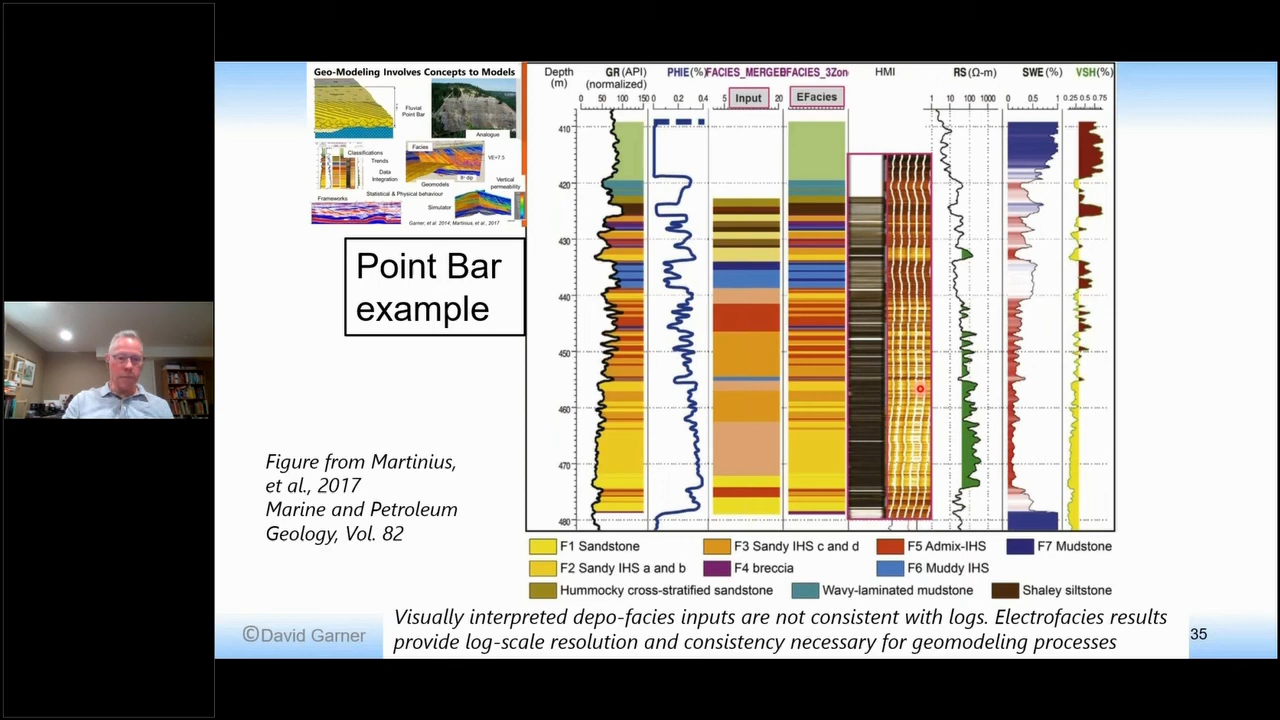 Geo-Modeling Involves Concepts to Models
Fluvial
Point Bar
Analogue
Classifications
Trends
Data
Integration
Facies
VE=7.5
Geomodels
Vertical
permeability
Statistical & Physical behaviour
Frameworks
Simulator
Garner, et al. 2014; Martinius, et al., 2017
Point Bar
example
Figure from Martinius,
et al., 2017
Marine and Petroleum
Geology, Vol. 82
©David Garner
Depth
(m)
GR (API)
(normalized)
PHIE(%)
FACIES_MERGED
EFACIES_3Zon
HMI
RS(Ω-m)
SWE(%)
VSH(%)
Input
EFacies
0 50 100 150
0 0.2 0.4
5 20
1 10 100 1000
0 0.5 1
0.25 0.5 0.75
410
420
430
440
450
460
470
480
F1 Sandstone
F3 Sandy IHS c and d
F5 Admix-IHS
F7 Mudstone
F2 Sandy IHS a and b
F4 breccia
F6 Muddy IHS
Hummocky cross-stratified sandstone
Wavy-laminated mudstone
Shaley siltstone
Visually interpreted depo-facies inputs are not consistent with logs. Electrofacies results
provide log-scale resolution and consistency necessary for geomodeling processes
35